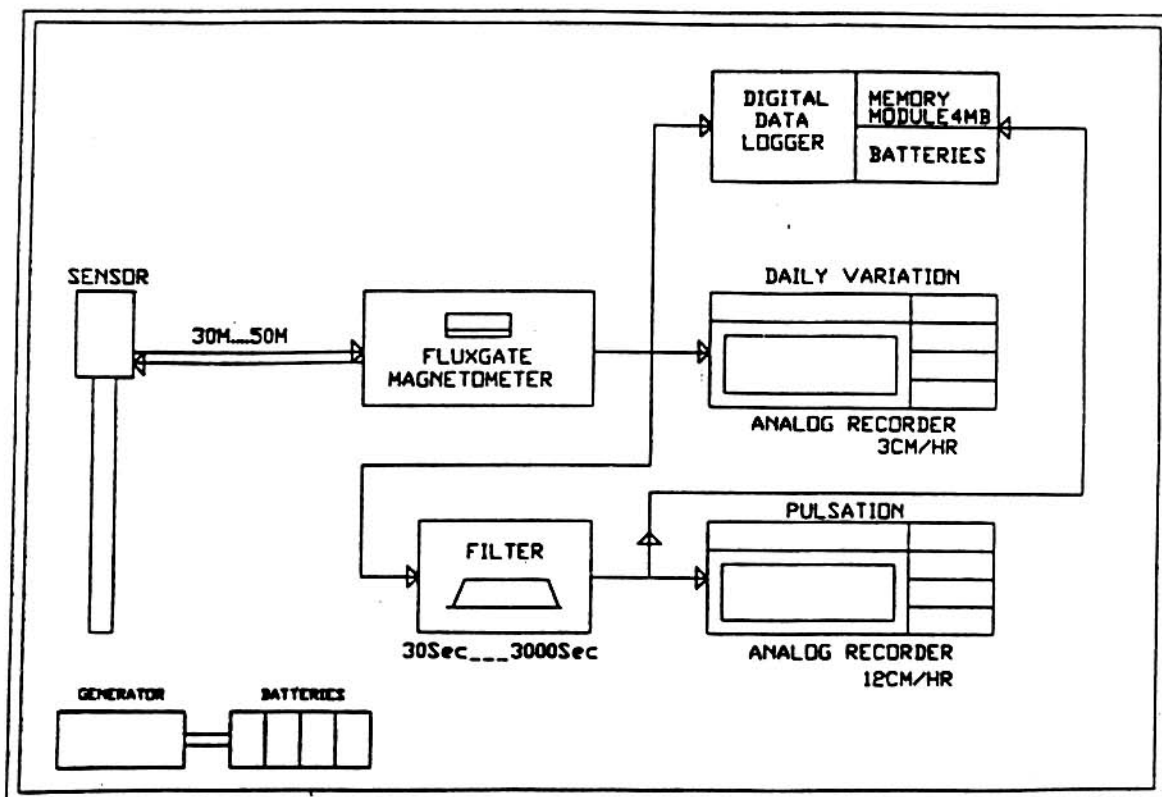 DIGITAL
DATA
LOGGER
MEMORY
MODULE4MB
BATTERIES
SENSOR
30M....50M
FLUXGATE
MAGNETOMETER
DAILY VARIATION
ANALOG RECORDER
3CM/HR
FILTER
30Sec___3000Sec
PULSATION
ANALOG RECORDER
12CM/HR
GENERATOR
BATTERIES